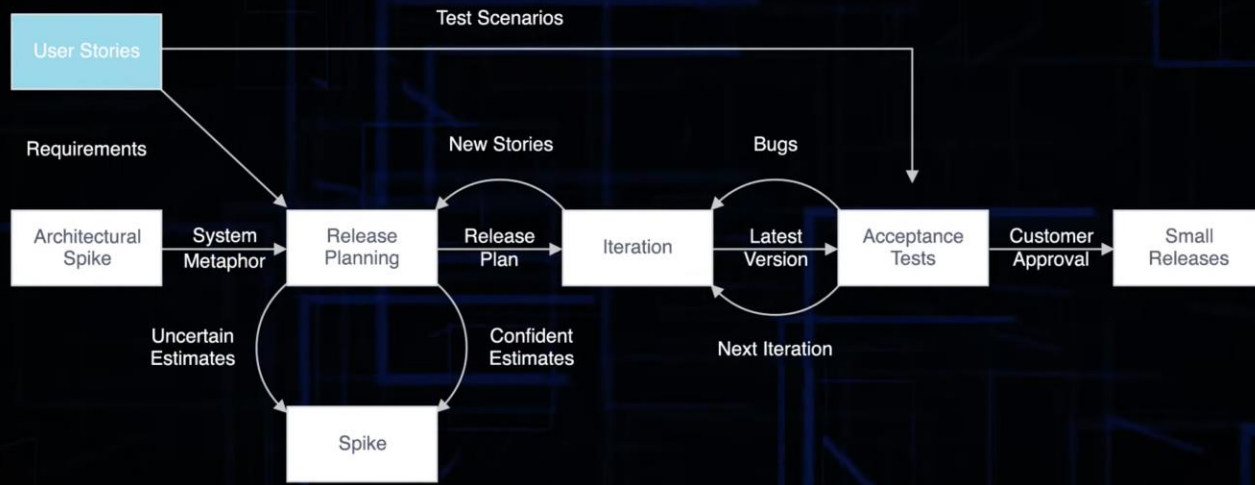 Test Scenarios
User Stories
Requirements
New Stories
Bugs
Architectural
Spike
System
Metaphor
Release
Planning
Release
Plan
Iteration
Latest
Version
Acceptance
Tests
Customer
Approval
Small
Releases
Uncertain
Estimates
Confident
Estimates
Next Iteration
Spike